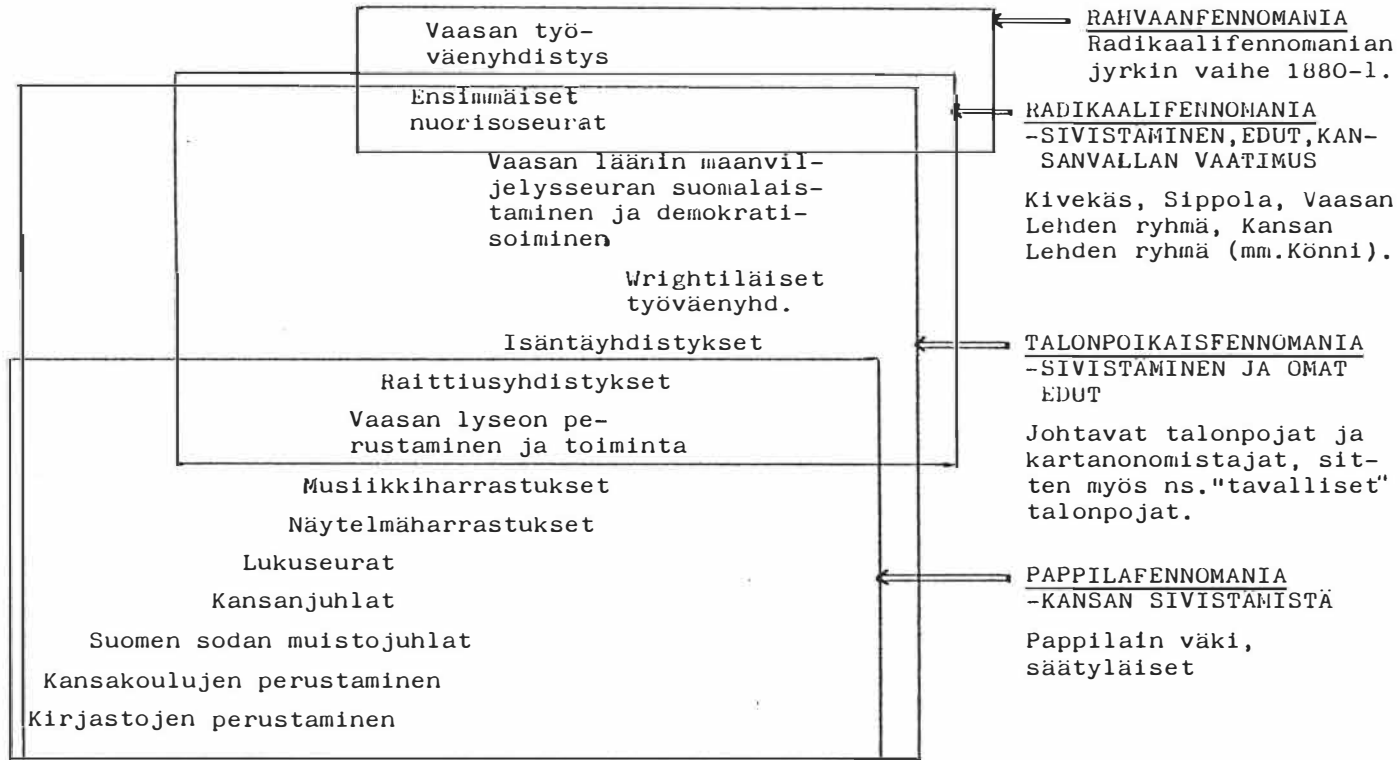 Vaasan työ-
väenyhdistys
Ensimmäiset
nuorisoseurat
Vaasan läänin maanvil-
jelysseuran suomalais-
taminen ja demokrati-
soiminen
Wrightiläiset
työväenyhd.
Isäntäyhdistykset
Raittiusyhdistykset
Vaasan lyseon pe-
rustaminen ja toiminta
Musiikkiharrastukset
Näytelmäharrastukset
Lukuseurat
Kansanjuhlat
Suomen sodan muistojuhlat
Kansakoulujen perustaminen
Kirjastojen perustaminen
RAHVAANFENNOMANIA
Radikaalifennomanian
jyrkin vaihe 1880-l.
RADIKAALIFENNOMANIA
-SIVISTÄMINEN,EDUT,KAN-
SANVALLAN VAATIMUS
Kivekäs, Sippola, Vaasan
Lehden ryhmä, Kansan
Lehden ryhmä (mm.Könni).
TALONPOIKAISFENNOMANIA
-SIVISTÄMINEN JA OMAT
EDUT
Johtavat talonpojat ja
kartanonomistajat, sit-
ten myös ns."tavalliset"
talonpojat.
PAPPILAFENNOMANIA
-KANSAN SIVISTÄMISTÄ
Pappilain väki,
säätyläiset